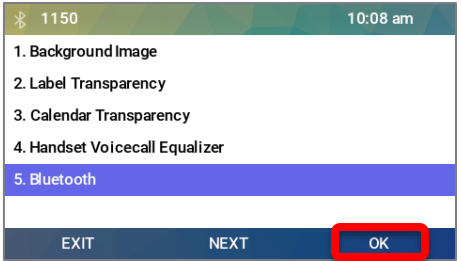 1150 10:08 am
1. Background Image
2. Label Transparency
3. Calendar Transparency
4. Handset Voicecall Equalizer
5. Bluetooth
EXIT NEXT OK